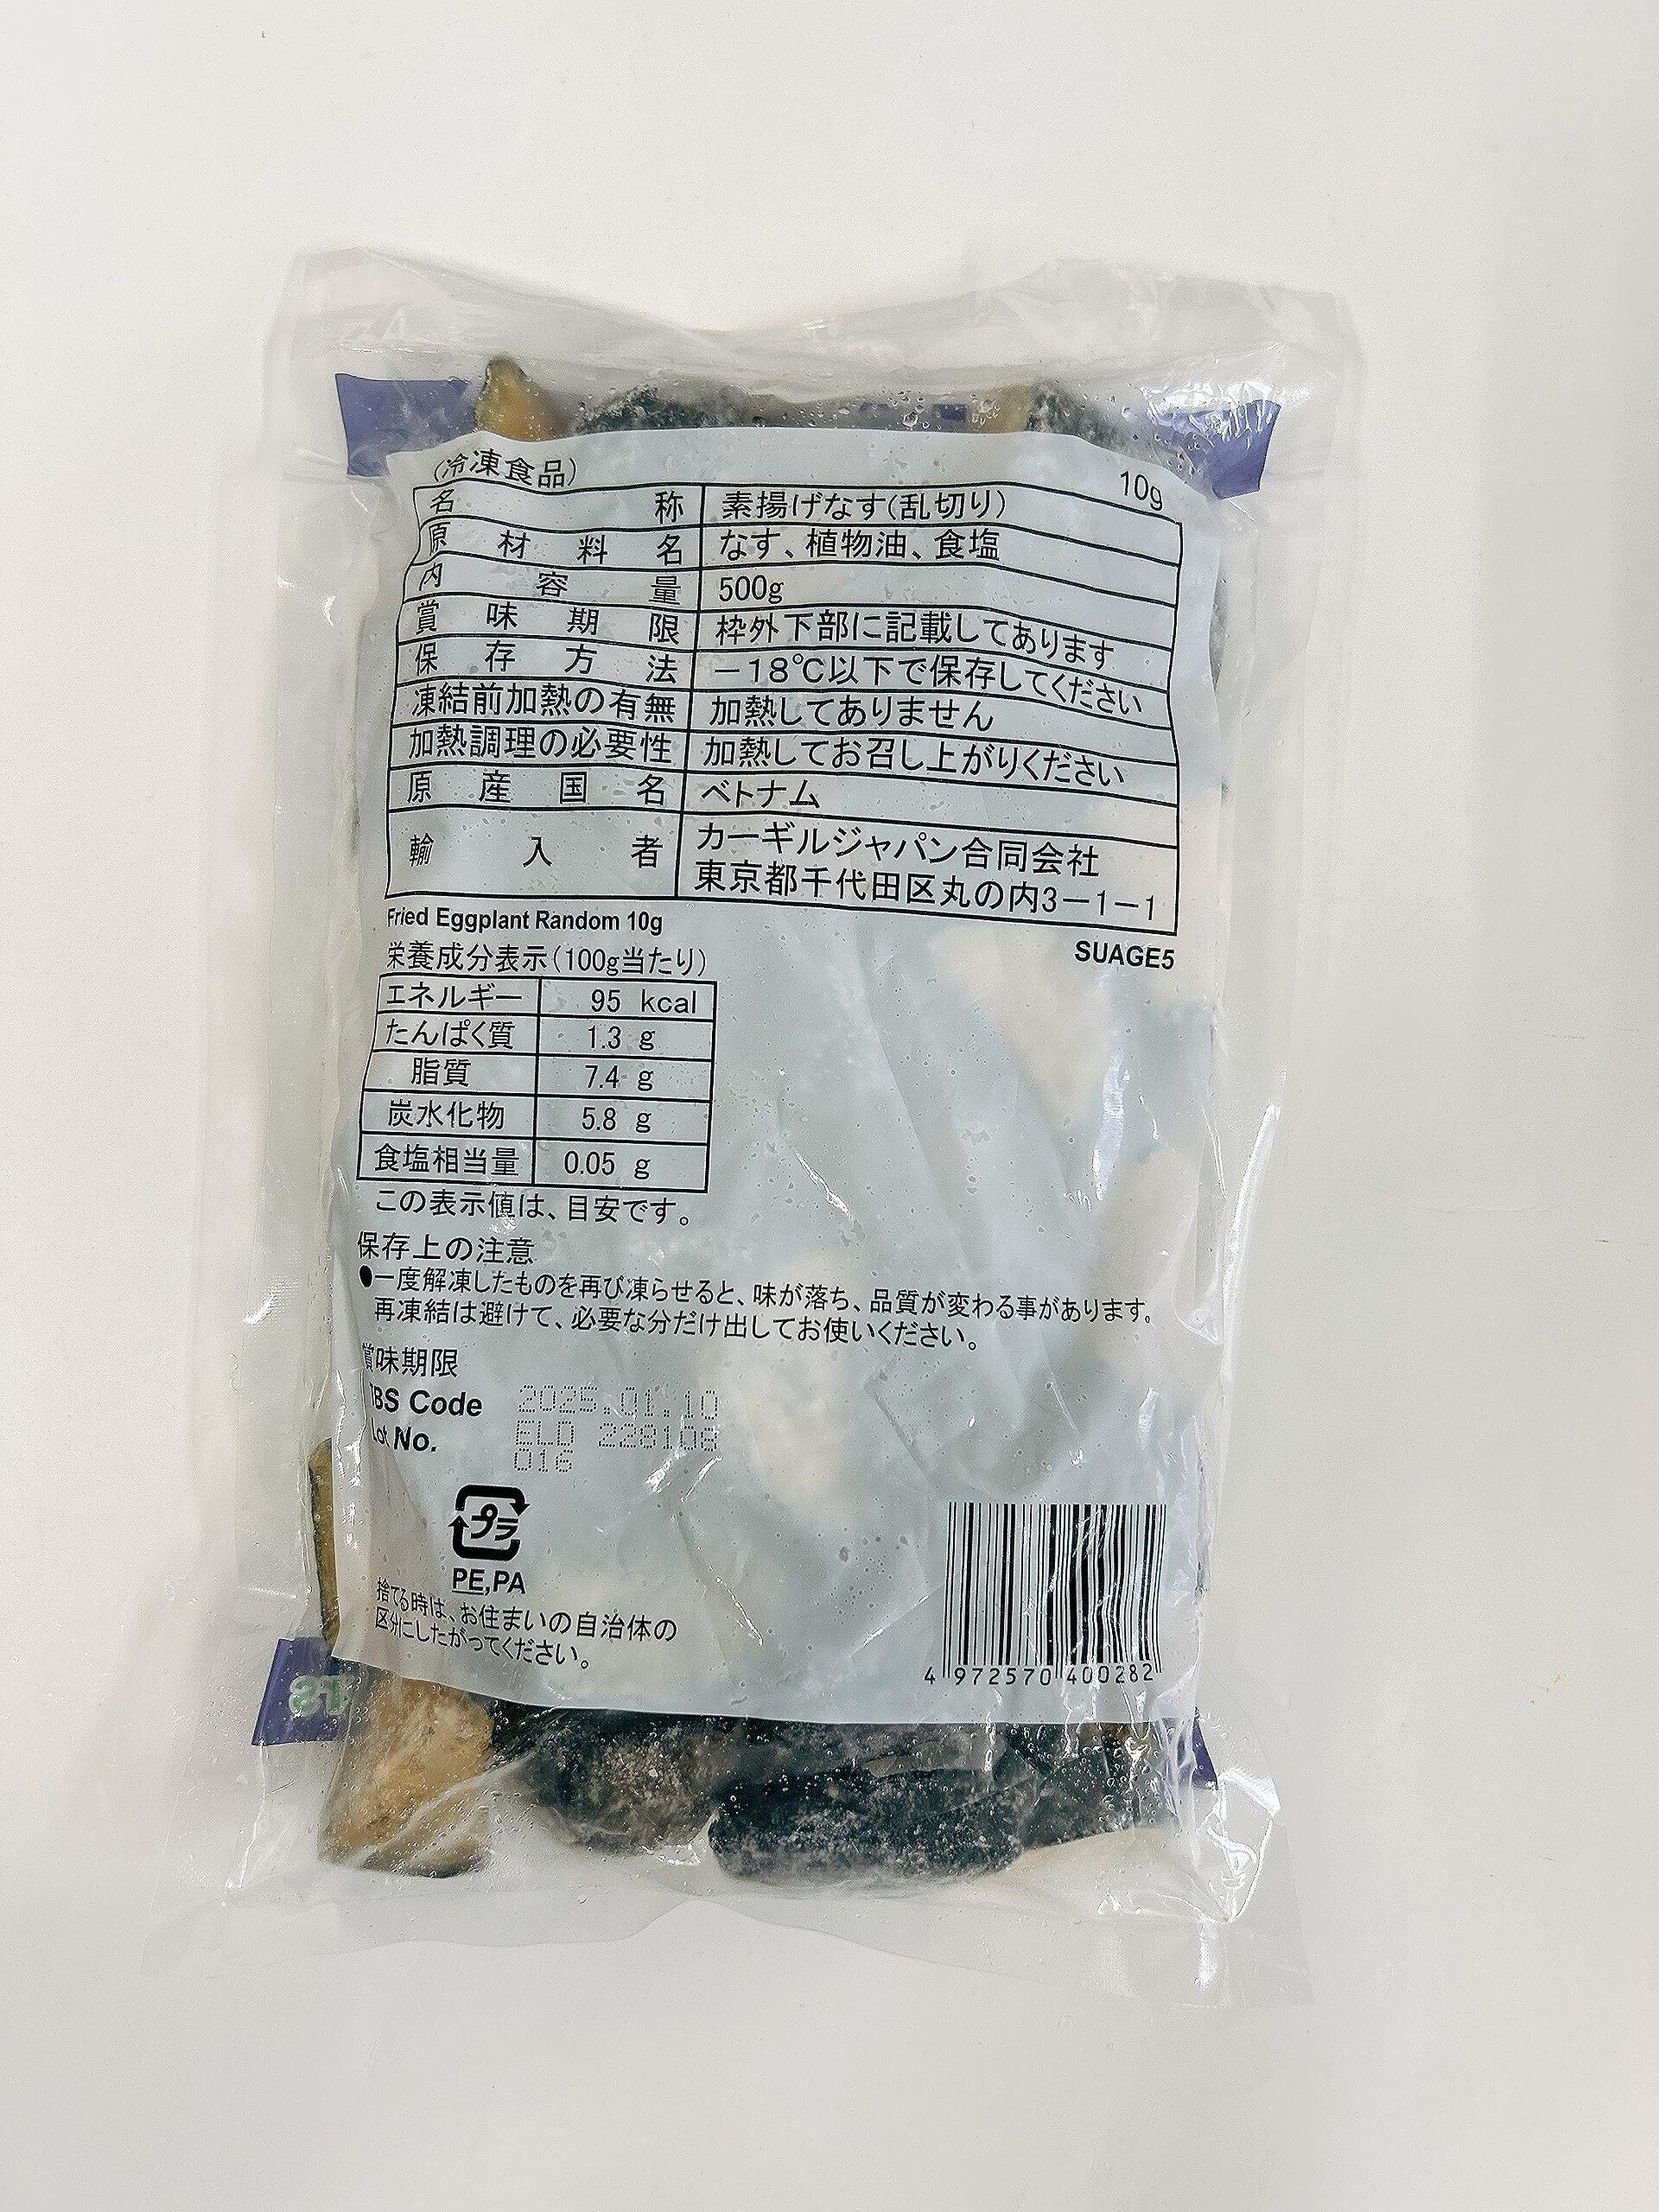 (冷凍食品) 10g
名称 素揚げなす(乱切り)
原材料名 なす、植物油、食塩
内容量 500g
賞味期限 枠外下部に記載してあります
保存方法 －18℃以下で保存してください
凍結前加熱の有無 加熱してありません
加熱調理の必要性 加熱してお召し上がりください
原産国名 ベトナム
輸入者 カーギルジャパン合同会社
東京都千代田区丸の内3－1－1
Fried Eggplant Random 10g
SUAGE5
栄養成分表示(100g当たり)
エネルギー 95 kcal
たんぱく質 1.3 g
脂質 7.4 g
炭水化物 5.8 g
食塩相当量 0.05 g
この表示値は、目安です。
保存上の注意
●一度解凍したものを再び凍らせると、味が落ち、品質が変わる事があります。
再凍結は避けて、必要な分だけ出してお使いください。
賞味期限
TBS Code 2025.01.10
Lot No. ELD 228108
016
プラ
PE,PA
捨てる時は、お住まいの自治体の
区分にしたがってください。
4 972570 400282